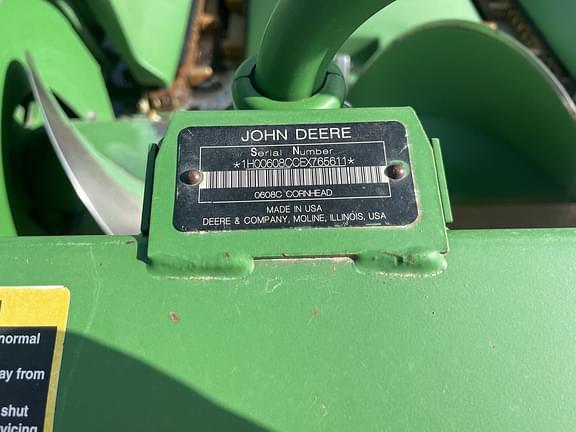 JOHN DEERE
Serial Number
*1H00608CCEX765611*
0608C CORNHEAD
MADE IN USA
DEERE & COMPANY, MOLINE, ILLINOIS, USA
normal
ay from
shut
vicing